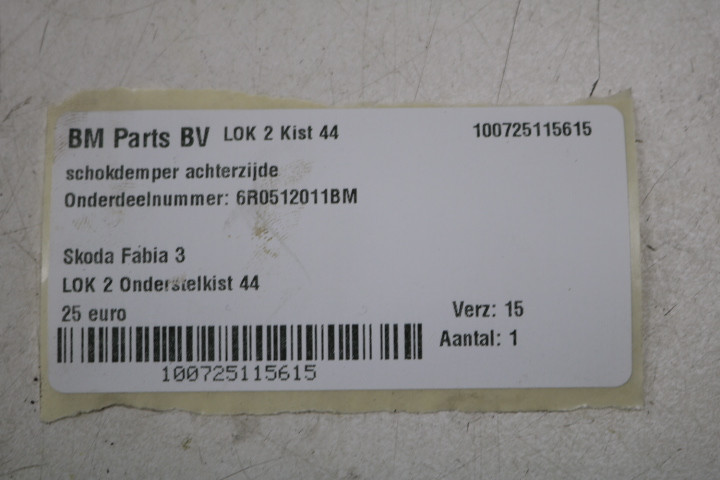 BM Parts BV LOK 2 Kist 44 100725115615
schokdemper achterzijde
Onderdeelnummer: 6R0512011BM
Skoda Fabia 3
LOK 2 Onderstelkist 44
25 euro Verz: 15
Aantal: 1
100725115615